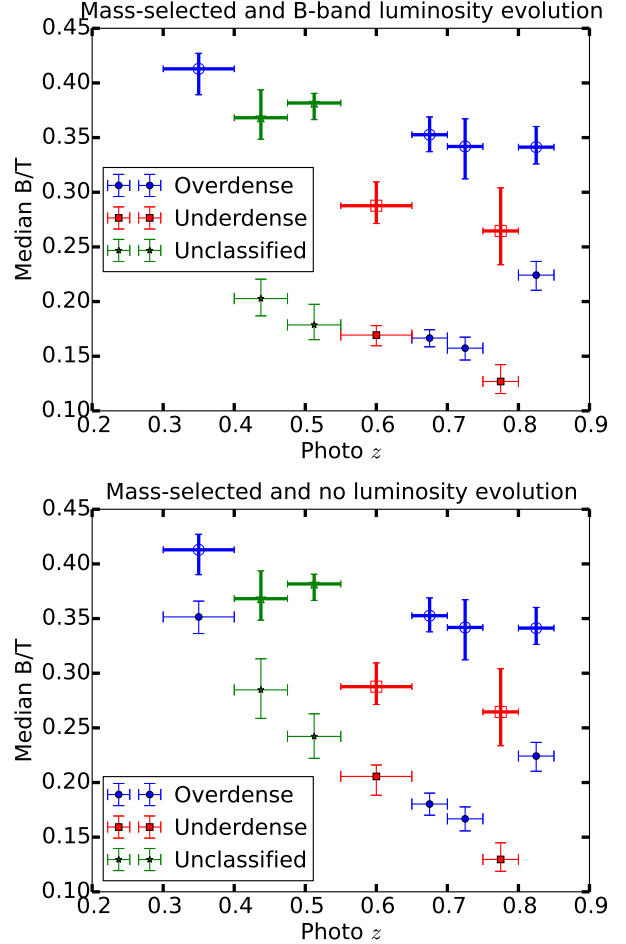 Mass-selected and B-band luminosity evolution
0.45
0.40
0.35
0.30
0.25
0.20
0.15
0.10
Median B/T
Overdense
Underdense
Unclassified
0.2 0.3 0.4 0.5 0.6 0.7 0.8 0.9
Photo z
Mass-selected and no luminosity evolution
0.45
0.40
0.35
0.30
0.25
0.20
0.15
0.10
Median B/T
Overdense
Underdense
Unclassified
0.2 0.3 0.4 0.5 0.6 0.7 0.8 0.9
Photo z